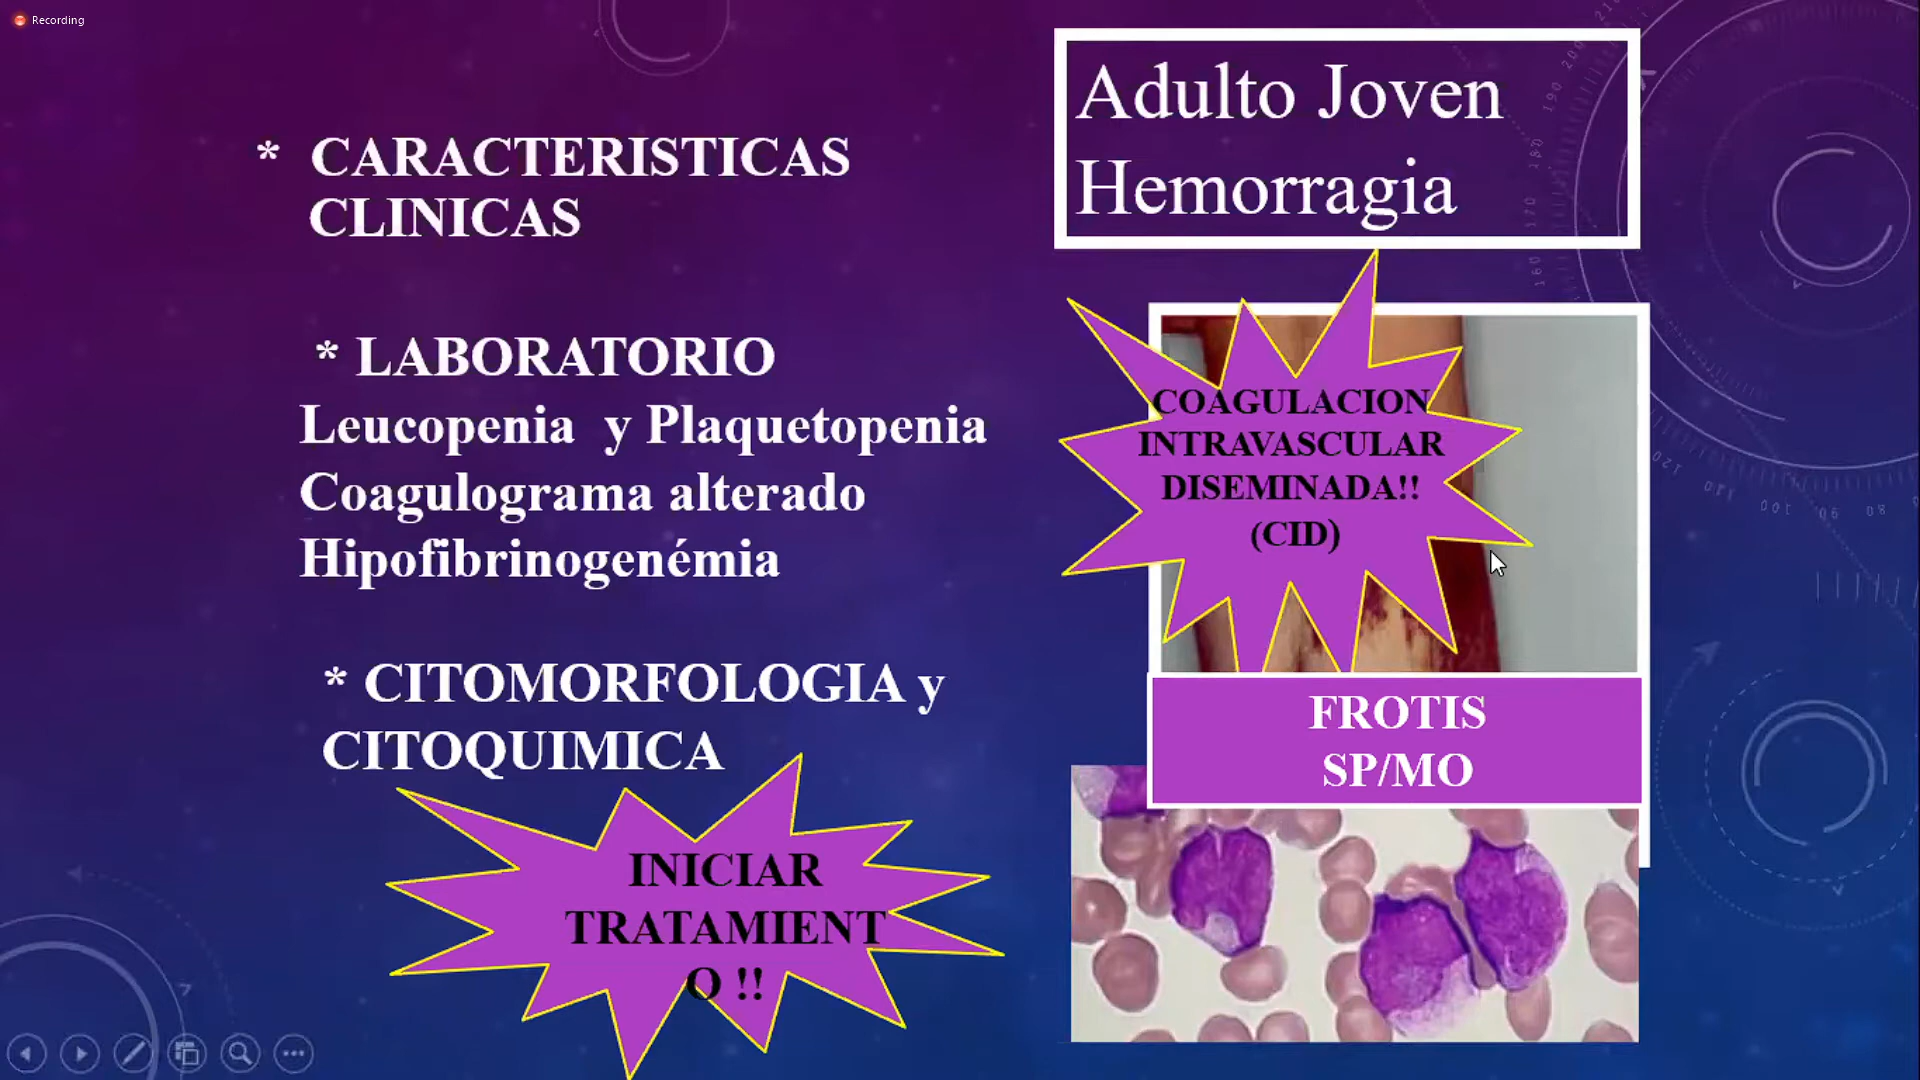 Recording
* CARACTERISTICAS
CLINICAS
* LABORATORIO
Leucopenia y Plaquetopenia
Coagulograma alterado
Hipofibrinogenémia
* CITOMORFOLOGIA y
CITOQUIMICA
INICIAR
TRATAMIENT
O !!
Adulto Joven
Hemorragia
COAGULACION
INTRAVASCULAR
DISEMINADA!!
(CID)
FROTIS
SP/MO